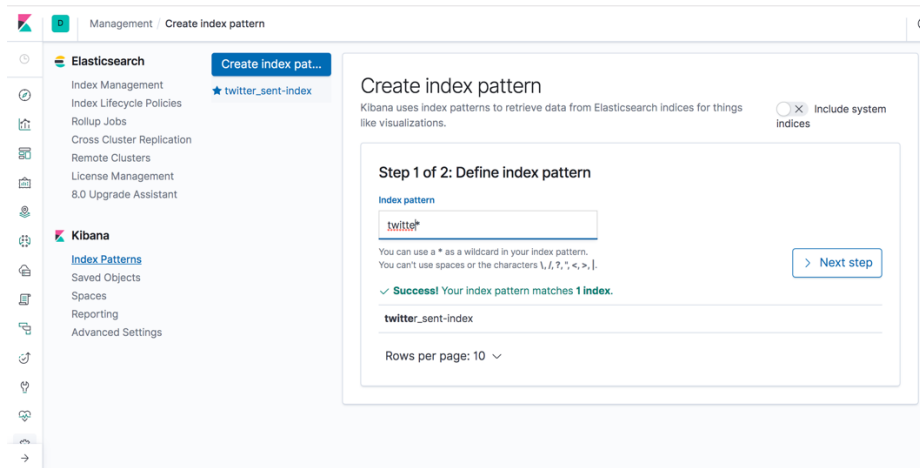 D Management / Create index pattern
Elasticsearch
Index Management
Index Lifecycle Policies
Rollup Jobs
Cross Cluster Replication
Remote Clusters
License Management
8.0 Upgrade Assistant
Kibana
Index Patterns
Saved Objects
Spaces
Reporting
Advanced Settings
Create index pat...
twitter_sent-index
Create index pattern
Kibana uses index patterns to retrieve data from Elasticsearch indices for things
like visualizations.
Include system
indices
Step 1 of 2: Define index pattern
Index pattern
twitte*
You can use a * as a wildcard in your index pattern.
You can't use spaces or the characters \, /, ?, ", <, >, |.
Success! Your index pattern matches 1 index.
twitter_sent-index
Rows per page: 10
Next step